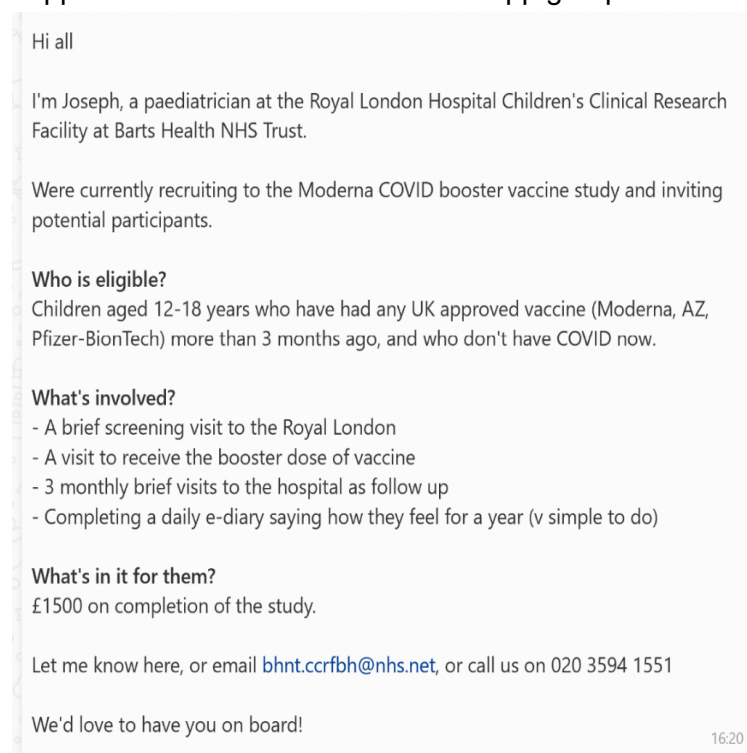 Hi all
I'm Joseph, a paediatrician at the Royal London Hospital Children's Clinical Research
Facility at Barts Health NHS Trust.
Were currently recruiting to the Moderna COVID booster vaccine study and inviting
potential participants.
Who is eligible?
Children aged 12-18 years who have had any UK approved vaccine (Moderna, AZ,
Pfizer-BionTech) more than 3 months ago, and who don't have COVID now.
What's involved?
- A brief screening visit to the Royal London
- A visit to receive the booster dose of vaccine
- 3 monthly brief visits to the hospital as follow up
- Completing a daily e-diary saying how they feel for a year (v simple to do)
What's in it for them?
£1500 on completion of the study.
Let me know here, or email bhnt.ccrfbh@nhs.net, or call us on 020 3594 1551
We'd love to have you on board!
16:20